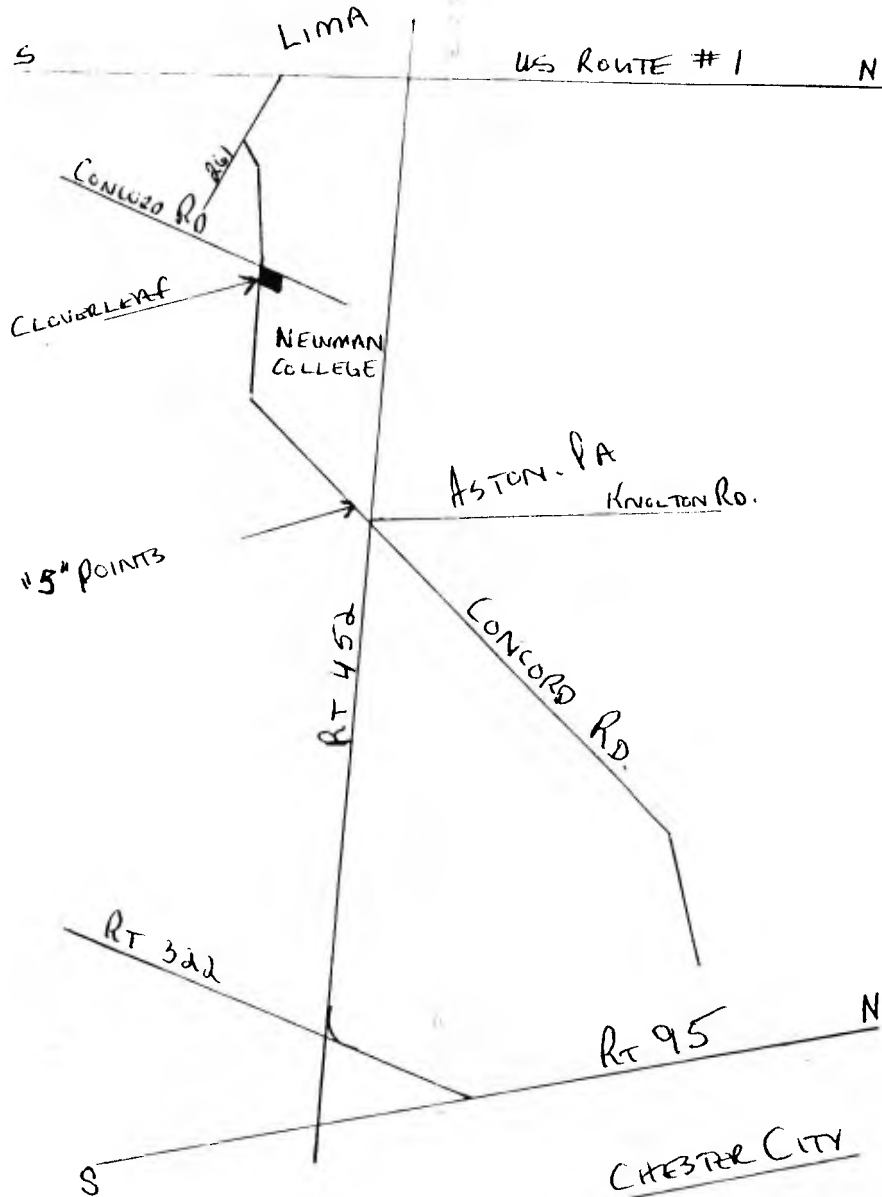 LIMA
S
US ROUTE #1
N
261
CONCORD RD
CLOVERLEAF
NEWMAN
COLLEGE
ASTON. PA
KNOLTON RD.
"5" POINTS
RT 452
CONCORD RD.
RT 322
N
RT 95
S
CHESTER CITY